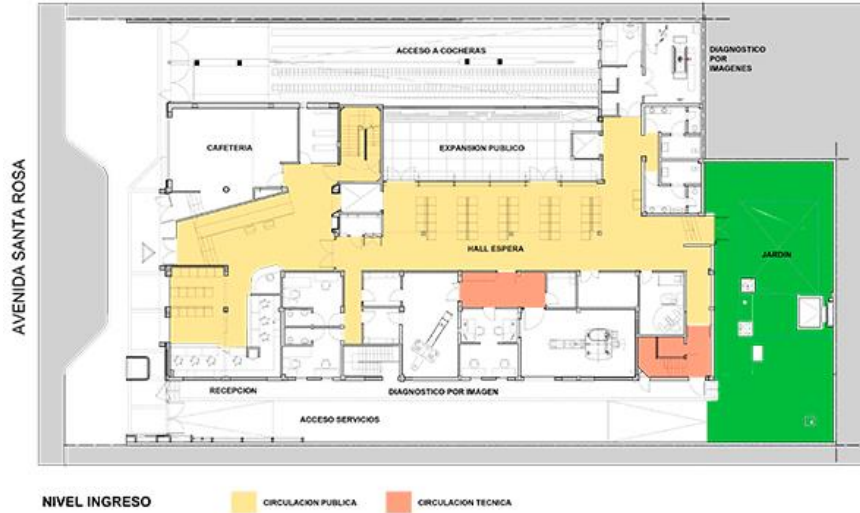 ACCESO A COCHERAS
DIAGNOSTICO
POR
IMAGENES
CAFETERIA
EXPANSION PUBLICO
AVENIDA SANTA ROSA
HALL ESPERA
JARDIN
RECEPCION
DIAGNOSTICO POR IMAGEN
ACCESO SERVICIOS
NIVEL INGRESO
CIRCULACION PUBLICA
CIRCULACION TECNICA